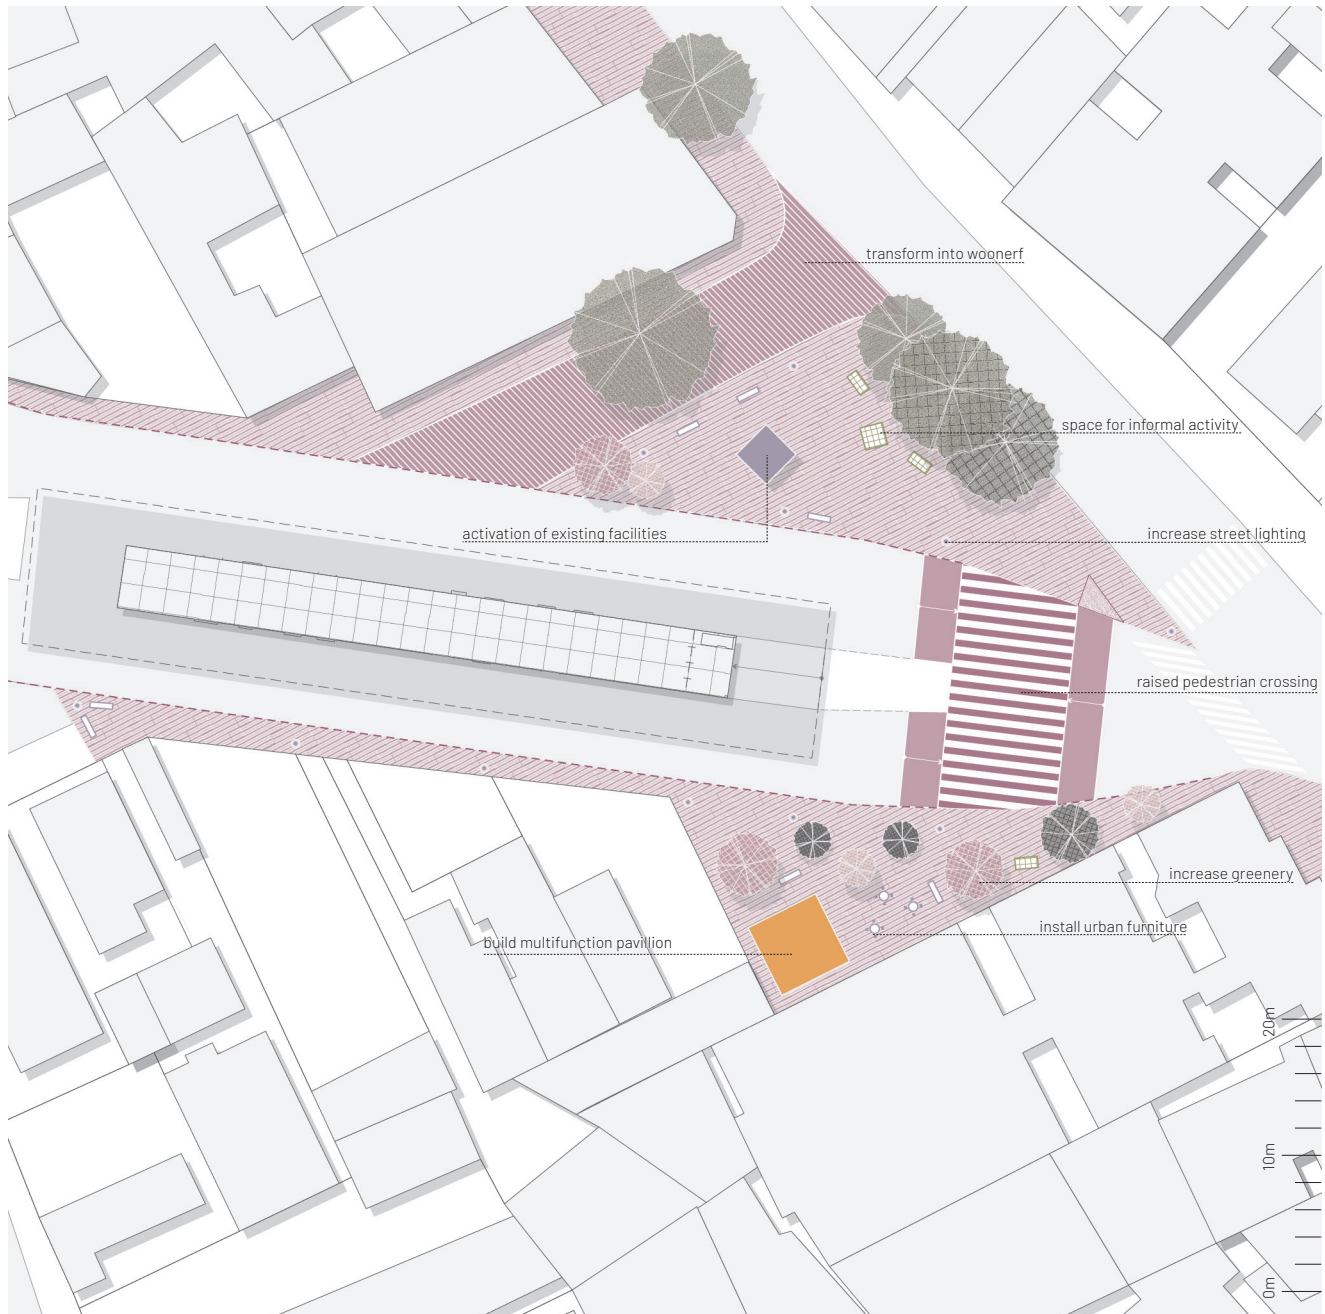 transform into woonerf
space for informal activity
activation of existing facilities
increase street lighting
raised pedestrian crossing
increase greenery
install urban furniture
build multifunction pavillion
20m
10m
0m